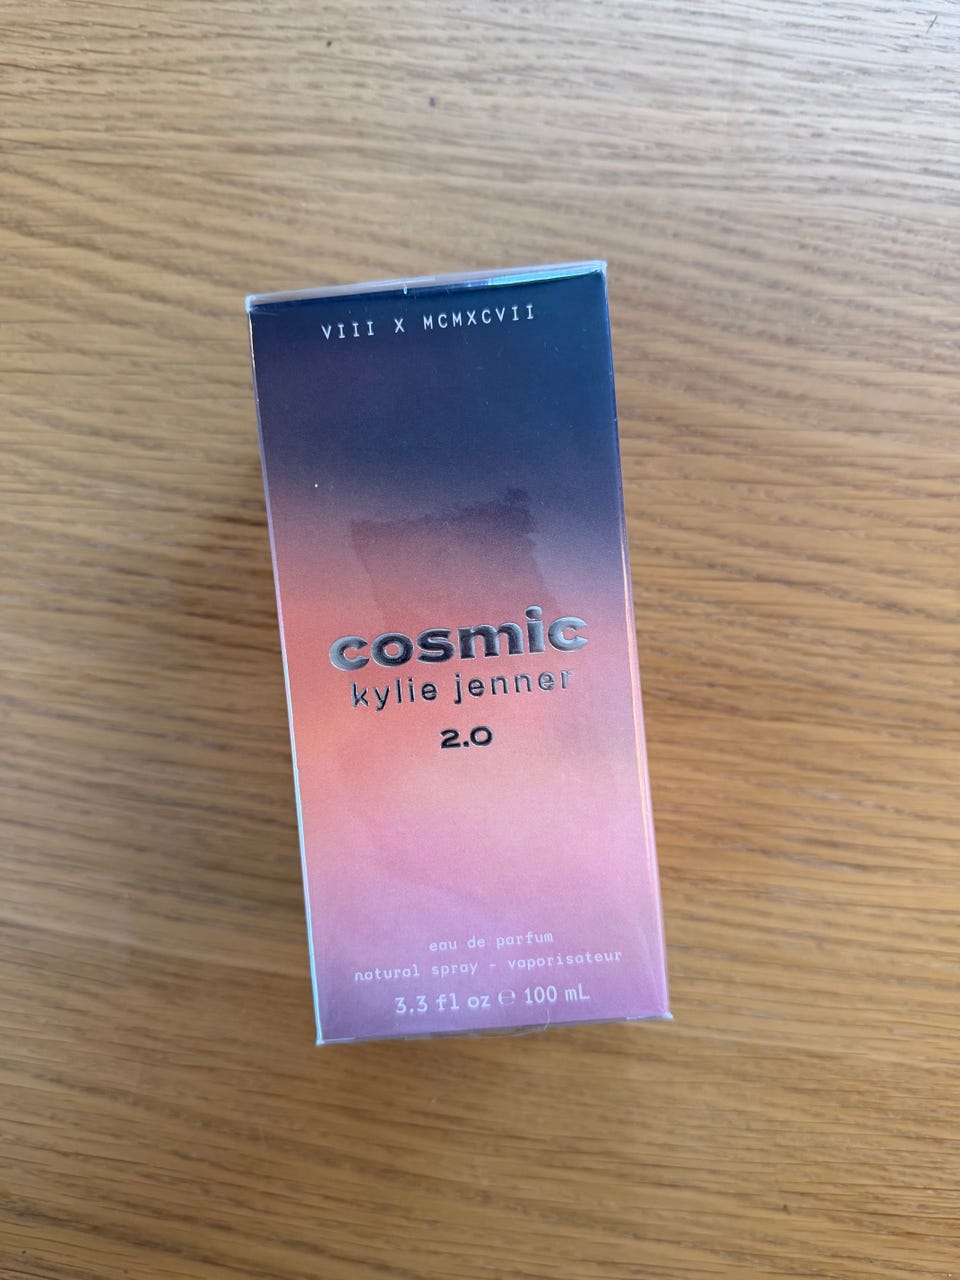 VIII X MCMXCVII
cosmic
kylie jenner
2.0
eau de parfum
natural spray - vaporisateur
3.3 fl oz ℮ 100 mL